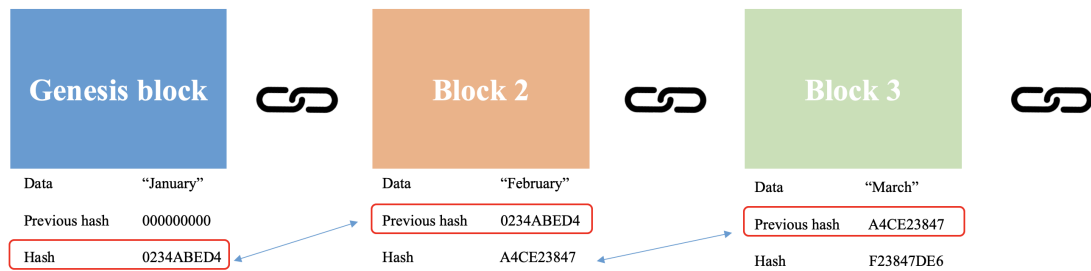 Genesis block
Data “January”
Previous hash 000000000
Hash 0234ABED4
Block 2
Data “February”
Previous hash 0234ABED4
Hash A4CE23847
Block 3
Data “March”
Previous hash A4CE23847
Hash F23847DE6